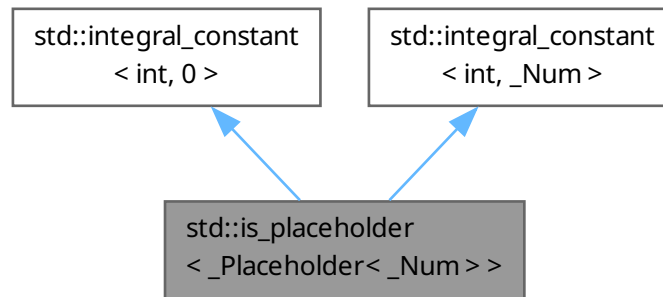 std::integral_constant
< int, 0 >
std::integral_constant
< int, _Num >
std::is_placeholder
< _Placeholder< _Num > >